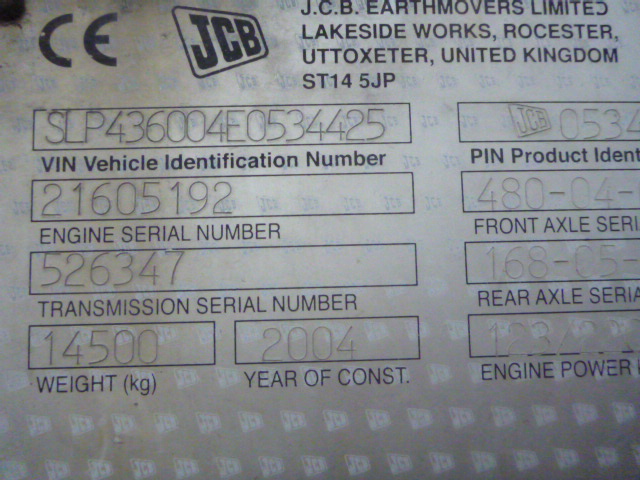 CE JCB J.C.B. EARTHMOVERS LIMITED
LAKESIDE WORKS, ROCESTER,
UTTOXETER, UNITED KINGDOM
ST14 5JP
SLP436004E0534425 JCB 0534
VIN Vehicle Identification Number PIN Product Ident
21605192 480-04-
ENGINE SERIAL NUMBER FRONT AXLE SERI
526347 168-05-
TRANSMISSION SERIAL NUMBER REAR AXLE SERIA
14500 2004
WEIGHT (kg) YEAR OF CONST. ENGINE POWER